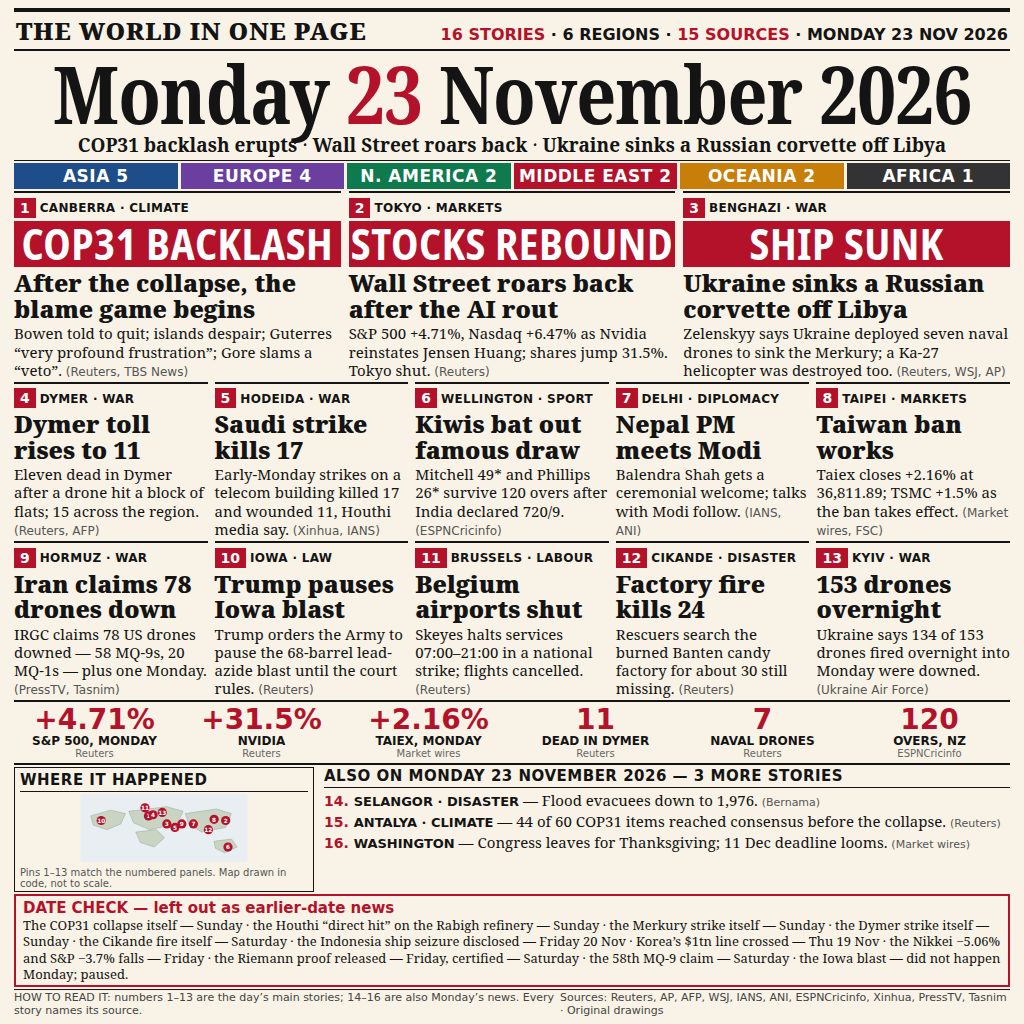 THE WORLD IN ONE PAGE
16 STORIES · 6 REGIONS · 15 SOURCES · MONDAY 23 NOV 2026
Monday 23 November 2026
COP31 backlash erupts · Wall Street roars back · Ukraine sinks a Russian corvette off Libya
ASIA 5
EUROPE 4
N. AMERICA 2
MIDDLE EAST 2
OCEANIA 2
AFRICA 1
1 CANBERRA · CLIMATE
COP31 BACKLASH
After the collapse, the
blame game begins
Bowen told to quit; islands despair; Guterres
“very profound frustration”; Gore slams a
“veto”. (Reuters, TBS News)
2 TOKYO · MARKETS
STOCKS REBOUND
Wall Street roars back
after the AI rout
S&P 500 +4.71%, Nasdaq +6.47% as Nvidia
reinstates Jensen Huang; shares jump 31.5%.
Tokyo shut. (Reuters)
3 BENGHAZI · WAR
SHIP SUNK
Ukraine sinks a Russian
corvette off Libya
Zelenskyy says Ukraine deployed seven naval
drones to sink the Merkury; a Ka-27
helicopter was destroyed too. (Reuters, WSJ, AP)
4 DYMER · WAR
Dymer toll
rises to 11
Eleven dead in Dymer
after a drone hit a block of
flats; 15 across the region.
(Reuters, AFP)
5 HODEIDA · WAR
Saudi strike
kills 17
Early-Monday strikes on a
telecom building killed 17
and wounded 11, Houthi
media say. (Xinhua, IANS)
6 WELLINGTON · SPORT
Kiwis bat out
famous draw
Mitchell 49* and Phillips
26* survive 120 overs after
India declared 720/9.
(ESPNCricinfo)
7 DELHI · DIPLOMACY
Nepal PM
meets Modi
Balendra Shah gets a
ceremonial welcome; talks
with Modi follow. (IANS,
ANI)
8 TAIPEI · MARKETS
Taiwan ban
works
Taiex closes +2.16% at
36,811.89; TSMC +1.5% as
the ban takes effect. (Market
wires, FSC)
9 HORMUZ · WAR
Iran claims 78
drones down
IRGC claims 78 US drones
downed — 58 MQ-9s, 20
MQ-1s — plus one Monday.
(PressTV, Tasnim)
10 IOWA · LAW
Trump pauses
Iowa blast
Trump orders the Army to
pause the 68-barrel lead-
azide blast until the court
rules. (Reuters)
11 BRUSSELS · LABOUR
Belgium
airports shut
Skeyes halts services
07:00–21:00 in a national
strike; flights cancelled.
(Reuters)
12 CIKANDE · DISASTER
Factory fire
kills 24
Rescuers search the
burned Banten candy
factory for about 30 still
missing. (Reuters)
13 KYIV · WAR
153 drones
overnight
Ukraine says 134 of 153
drones fired overnight into
Monday were downed.
(Ukraine Air Force)
+4.71%
S&P 500, MONDAY
Reuters
+31.5%
NVIDIA
Reuters
+2.16%
TAIEX, MONDAY
Market wires
11
DEAD IN DYMER
Reuters
7
NAVAL DRONES
Reuters
120
OVERS, NZ
ESPNCricinfo
WHERE IT HAPPENED
10
11
4
13
3
5
9
7
8
2
12
6
Pins 1–13 match the numbered panels. Map drawn in
code, not to scale.
ALSO ON MONDAY 23 NOVEMBER 2026 — 3 MORE STORIES
14. SELANGOR · DISASTER — Flood evacuees down to 1,976. (Bernama)
15. ANTALYA · CLIMATE — 44 of 60 COP31 items reached consensus before the collapse. (Reuters)
16. WASHINGTON — Congress leaves for Thanksgiving; 11 Dec deadline looms. (Market wires)
DATE CHECK — left out as earlier-date news
The COP31 collapse itself — Sunday · the Houthi “direct hit” on the Rabigh refinery — Sunday · the Merkury strike itself — Sunday · the Dymer strike itself —
Sunday · the Cikande fire itself — Saturday · the Indonesia ship seizure disclosed — Friday 20 Nov · Korea’s $1tn line crossed — Thu 19 Nov · the Nikkei −5.06%
and S&P −3.7% falls — Friday · the Riemann proof released — Friday, certified — Saturday · the 58th MQ-9 claim — Saturday · the Iowa blast — did not happen
Monday; paused.
HOW TO READ IT: numbers 1–13 are the day’s main stories; 14–16 are also Monday’s news. Every
story names its source.
Sources: Reuters, AP, AFP, WSJ, IANS, ANI, ESPNCricinfo, Xinhua, PressTV, Tasnim
· Original drawings